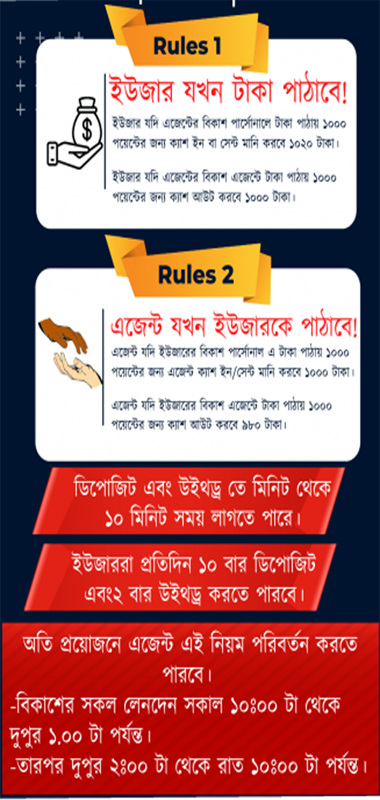 Rules 1
ইউজার যখন টাকা পাঠাবে!
ইউজার যদি এজেন্টের বিকাশ পার্সোনালে টাকা পাঠায় ১০০০
পয়েন্টের জন্য ক্যাশ ইন বা সেন্ট মানি করবে ১০২০ টাকা।
ইউজার যদি এজেন্টের বিকাশ এজেন্টে টাকা পাঠায় ১০০০
পয়েন্টের জন্য ক্যাশ আউট করবে ১০০০ টাকা।
Rules 2
এজেন্ট যখন ইউজারকে পাঠাবে!
এজেন্ট যদি ইউজারের বিকাশ পার্সোনাল এ টাকা পাঠায় ১০০০
পয়েন্টের জন্য এজেন্ট ক্যাশ ইন/সেন্ট মানি করবে ১০০০ টাকা।
এজেন্ট যদি ইউজারের বিকাশ এজেন্টে টাকা পাঠায় ১০০০
পয়েন্টের জন্য ক্যাশ আউট করবে ৯৮০ টাকা।
ডিপোজিট এবং উইথড্র তে মিনিট থেকে
১০ মিনিট সময় লাগতে পারে।
ইউজাররা প্রতিদিন ১০ বার ডিপোজিট
এবং২ বার উইথড্র করতে পারবে।
অতি প্রয়োজনে এজেন্ট এই নিয়ম পরিবর্তন করতে
পারবে।
-বিকাশের সকল লেনদেন সকাল ১০ঃ০০ টা থেকে
দুপুর ১.০০ টা পর্যন্ত।
-তারপর দুপুর ২ঃ০০ টা থেকে রাত ১০ঃ০০ টা পর্যন্ত।